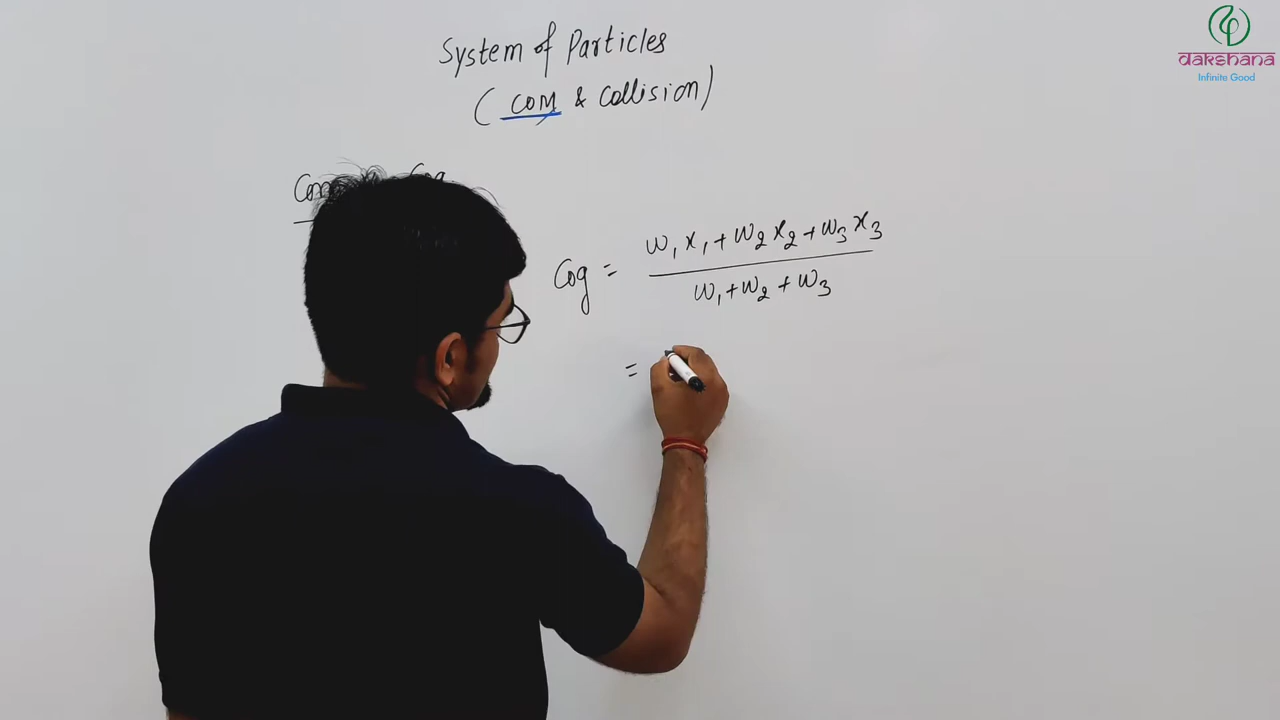 System of Particles
(COM & Collision)
Cog = w₁x₁ + w₂x₂ + w₃x₃
w₁ + w₂ + w₃
=
dakshana
Infinite Good